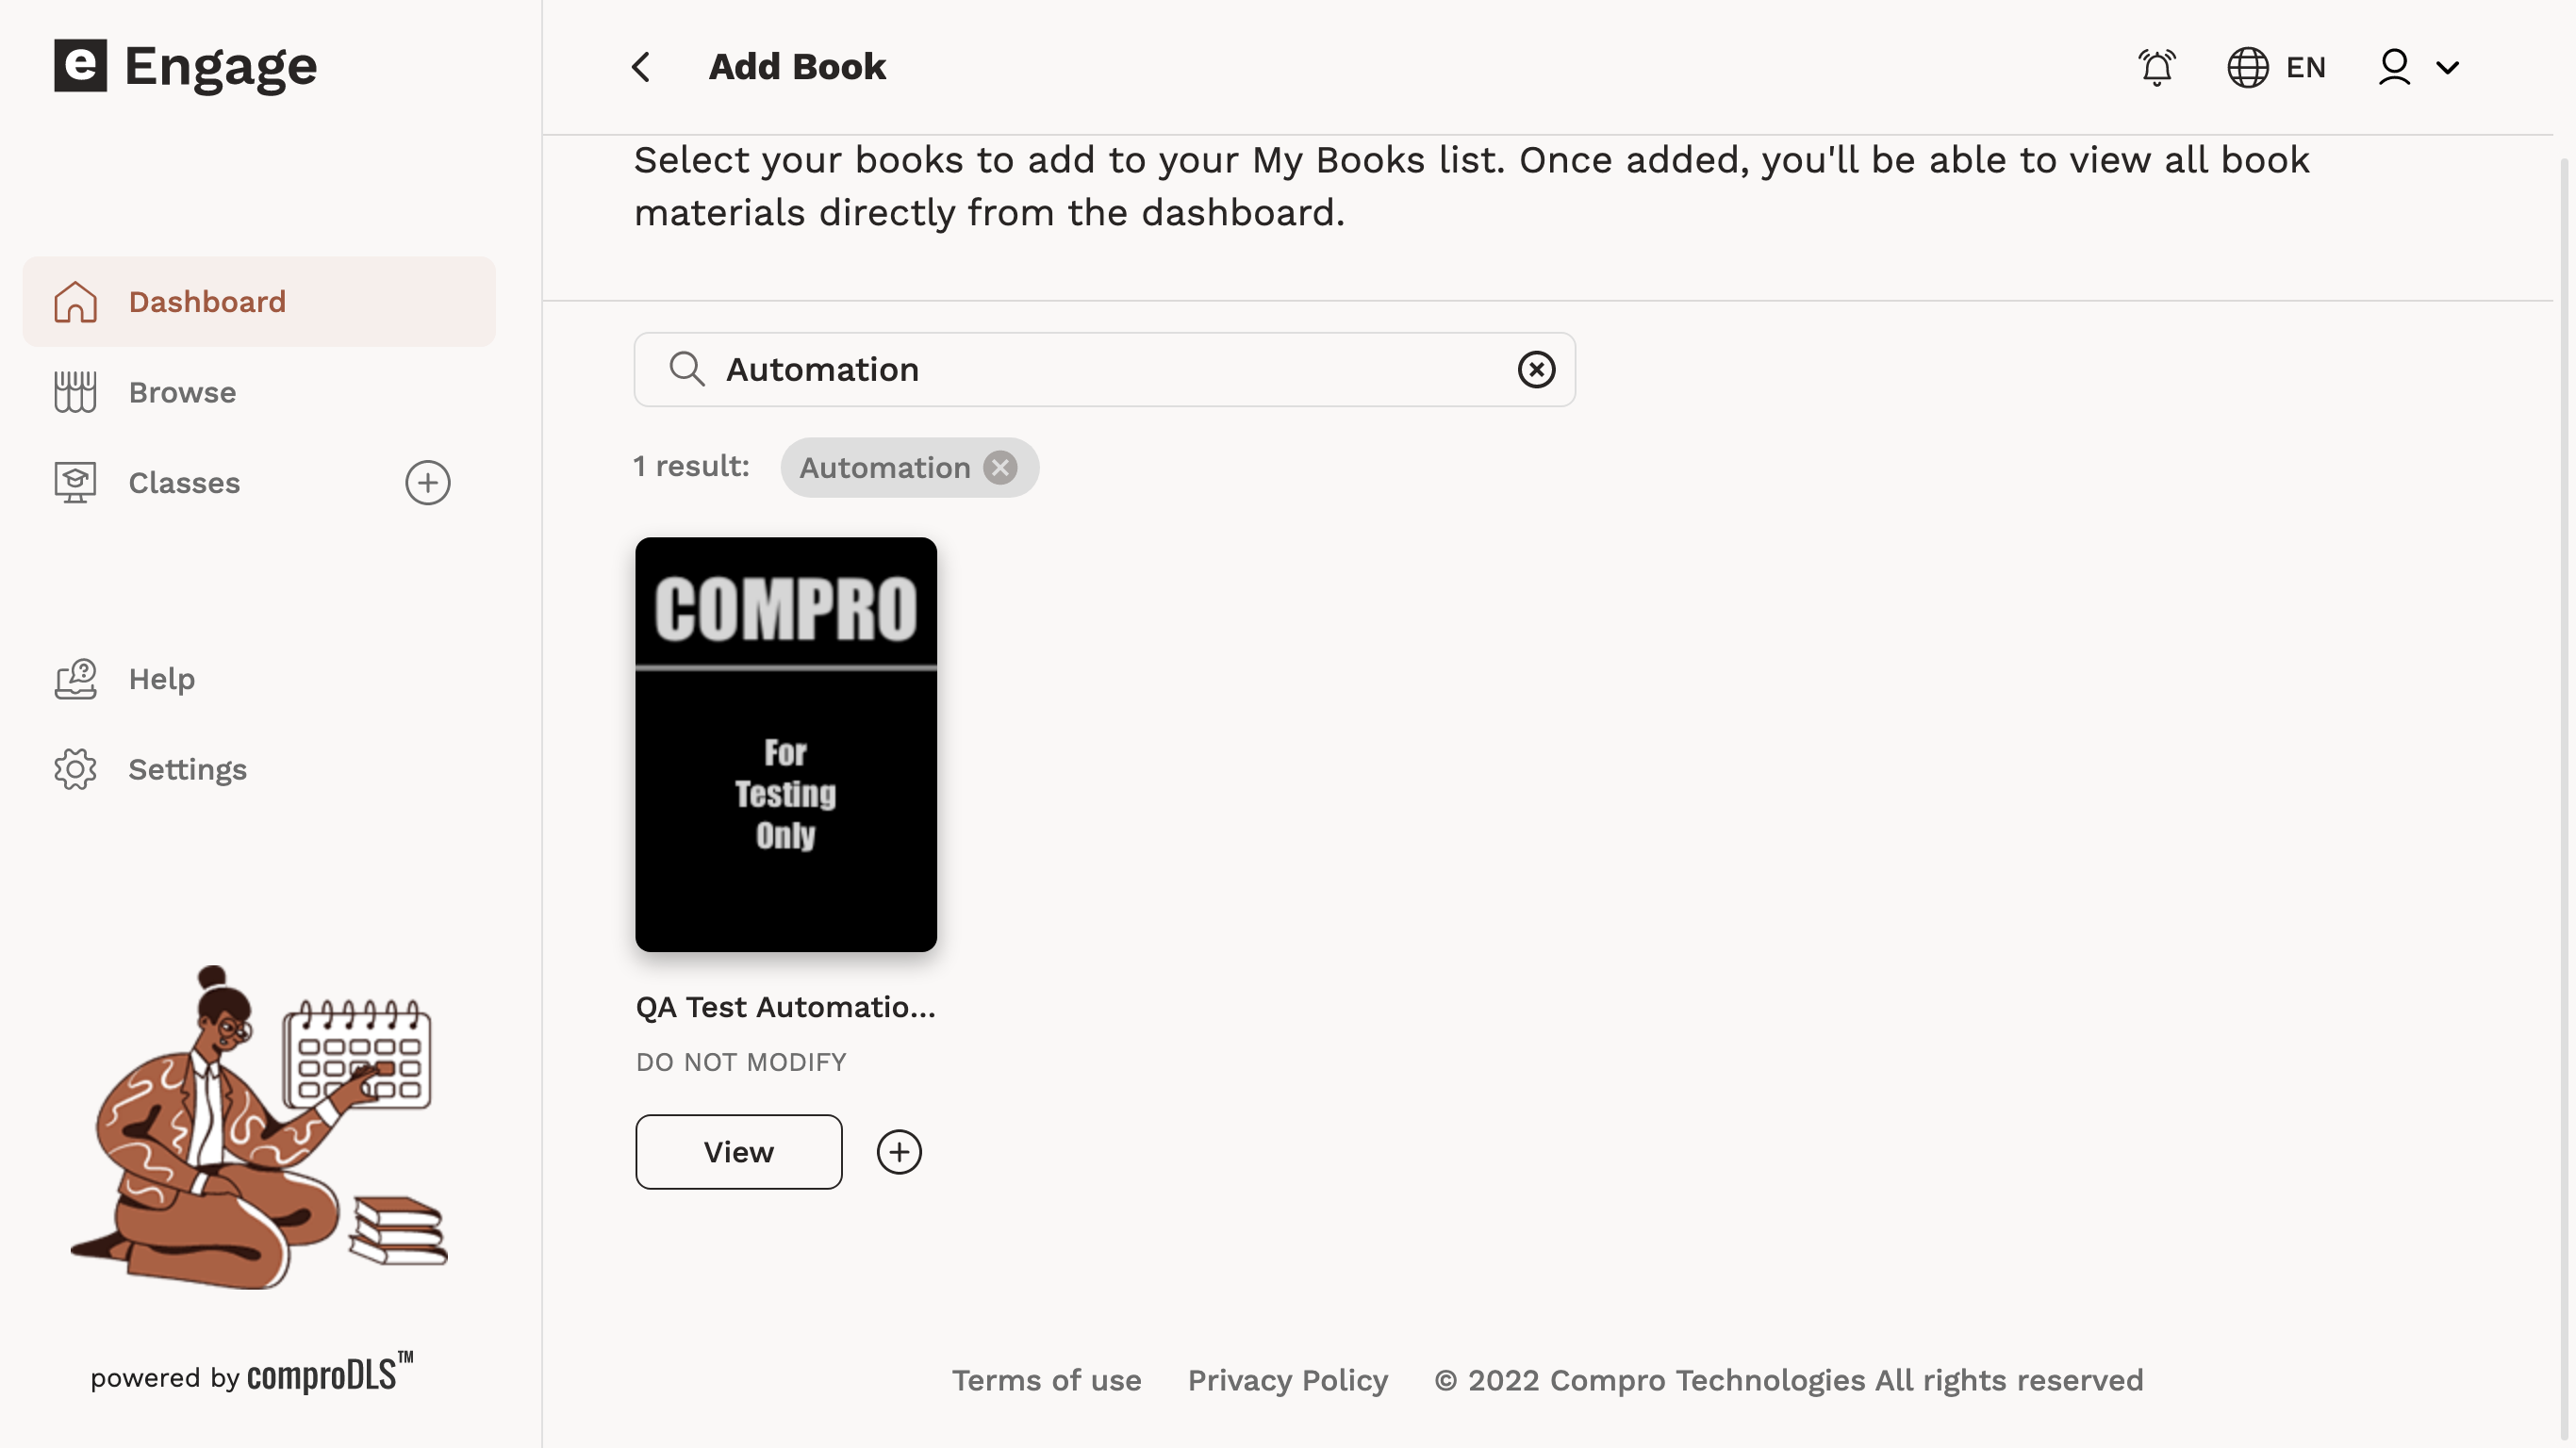 e Engage
Add Book
EN
Select your books to add to your My Books list. Once added, you'll be able to view all book
materials directly from the dashboard.
Dashboard
Browse
Classes
Help
Settings
Automation
1 result:
Automation
COMPRO
For
Testing
Only
QA Test Automatio...
DO NOT MODIFY
View
powered by comproDLS™
Terms of use
Privacy Policy
© 2022 Compro Technologies All rights reserved